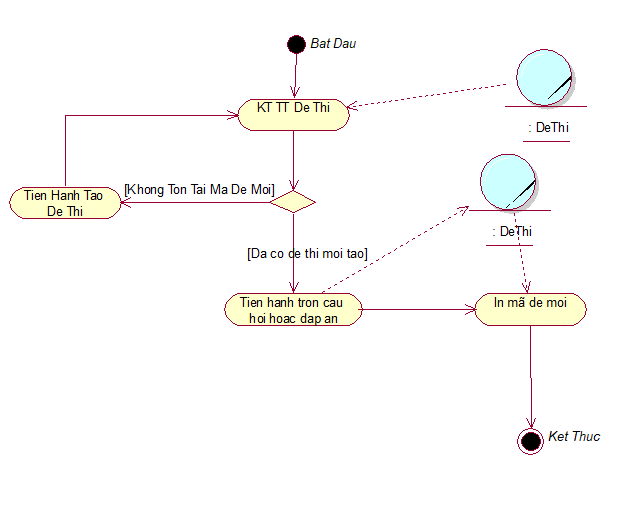 Bat Dau
KT TT De Thi
: DeThi
[Khong Ton Tai Ma De Moi]
Tien Hanh Tao
De Thi
: DeThi
[Da co de thi moi tao]
Tien hanh tron cau
hoi hoac dap an
In mã de moi
Ket Thuc